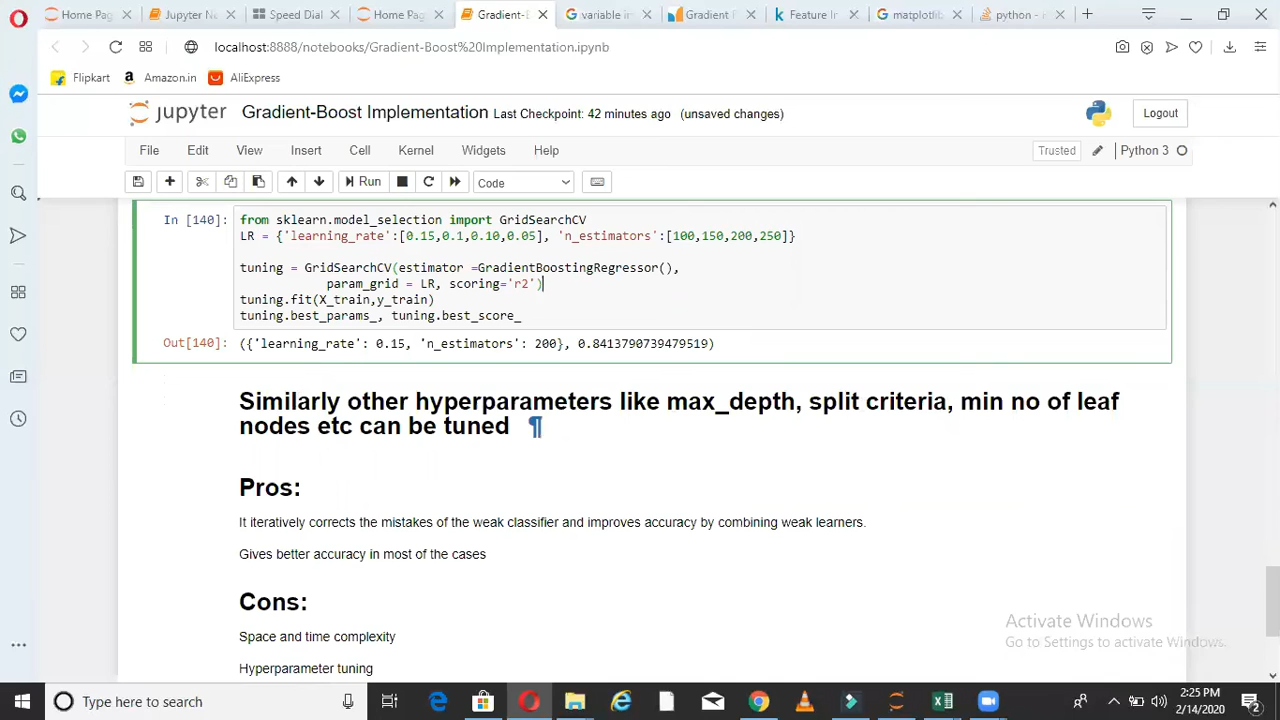 Home Pag
Jupyter No
Speed Dial
Home Page
Gradient-B
variable im
Gradient B
Feature Im
matplotlib
python - m
localhost:8888/notebooks/Gradient-Boost%20Implementation.ipynb
Flipkart Amazon.in AliExpress
jupyter Gradient-Boost Implementation Last Checkpoint: 42 minutes ago (unsaved changes) Logout
File Edit View Insert Cell Kernel Widgets Help Trusted Python 3
Run Code
In [140]:
from sklearn.model_selection import GridSearchCV
LR = {'learning_rate':[0.15,0.1,0.10,0.05], 'n_estimators':[100,150,200,250]}
tuning = GridSearchCV(estimator =GradientBoostingRegressor(),
param_grid = LR, scoring='r2')
tuning.fit(X_train,y_train)
tuning.best_params_, tuning.best_score_
Out[140]: ({'learning_rate': 0.15, 'n_estimators': 200}, 0.8413790739479519)
Similarly other hyperparameters like max_depth, split criteria, min no of leaf
nodes etc can be tuned ¶
Pros:
It iteratively corrects the mistakes of the weak classifier and improves accuracy by combining weak learners.
Gives better accuracy in most of the cases
Cons:
Space and time complexity
Hyperparameter tuning
Activate Windows
Go to Settings to activate Windows.
Type here to search
2:25 PM
2/14/2020
2